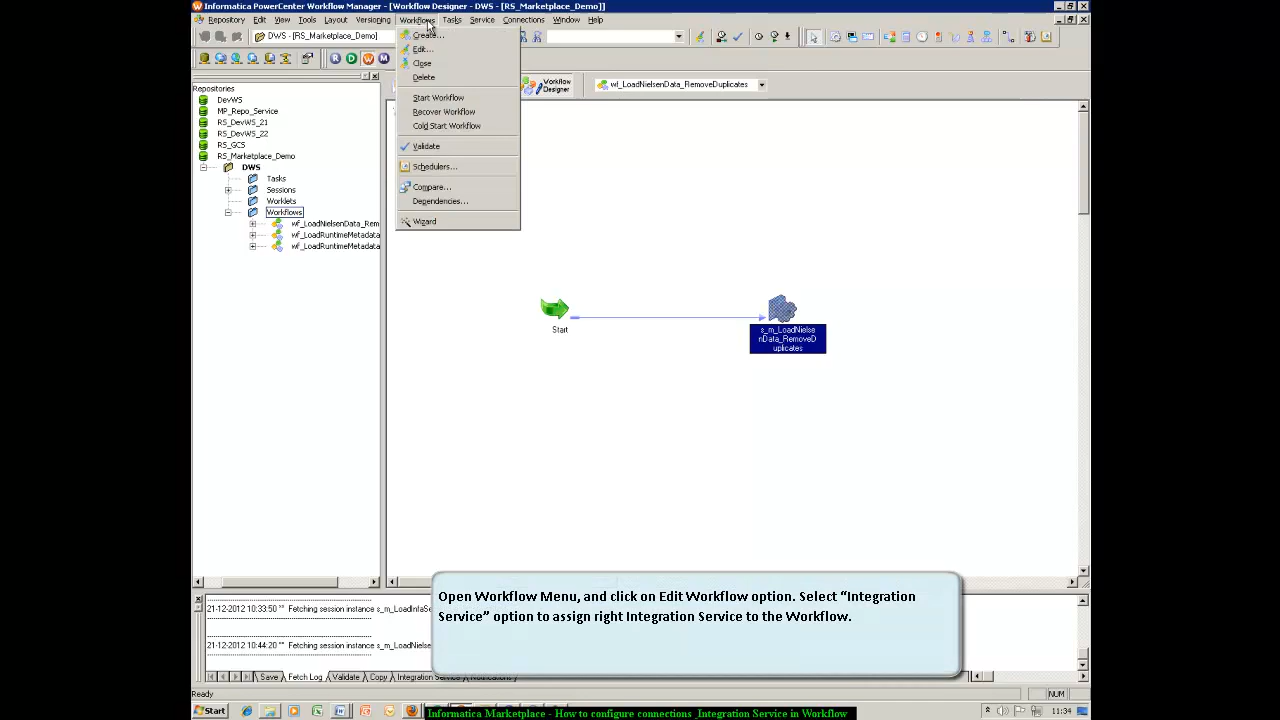 Informatica PowerCenter Workflow Manager - [Workflow Designer - DWS - [RS_Marketplace_Demo]]
Repository Edit View Tools Layout Versioning Workflows Tasks Service Connections Window Help
DWS - [RS_Marketplace_Demo]
R D W M
Workflow
Designer
wf_LoadNielsenData_RemoveDuplicates
Create...
Edit...
Close
Delete
Start Workflow
Recover Workflow
Cold Start Workflow
Validate
Schedulers...
Compare...
Dependencies...
Wizard
Repositories
DevWS
MP_Repo_Service
RS_DevWS_21
RS_DevWS_22
RS_GCS
RS_Marketplace_Demo
DWS
Tasks
Sessions
Worklets
Workflows
wf_LoadNielsenData_Rem
wf_LoadRuntimeMetadata
wf_LoadRuntimeMetadata
Start
s_m_LoadNielse
nData_RemoveD
uplicates
Open Workflow Menu, and click on Edit Workflow option. Select “Integration
Service” option to assign right Integration Service to the Workflow.
21-12-2012 10:33:50 ** Fetching session instance s_m_LoadInfaSe
21-12-2012 10:44:20 ** Fetching session instance s_m_LoadNielse
Save Fetch Log Validate Copy Integration Service Notifications
Ready
NUM
Start
11:34
Informatica Marketplace - How to configure connections _Integration Service in Workflow